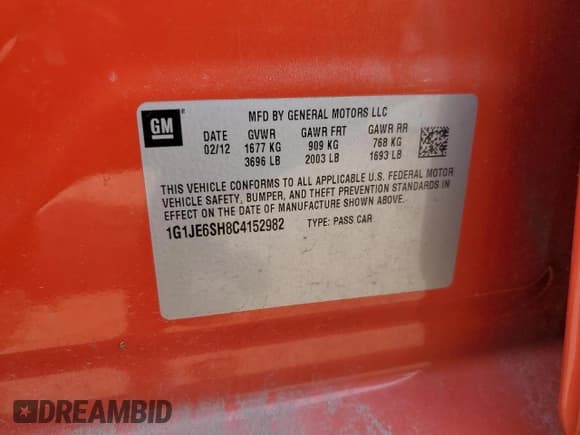 GM ®
MFD BY GENERAL MOTORS LLC
DATE GVWR GAWR FRT GAWR RR
02/12 1677 KG 909 KG 768 KG
3696 LB 2003 LB 1693 LB
THIS VEHICLE CONFORMS TO ALL APPLICABLE U.S. FEDERAL MOTOR
VEHICLE SAFETY, BUMPER, AND THEFT PREVENTION STANDARDS IN
EFFECT ON THE DATE OF MANUFACTURE SHOWN ABOVE.
1G1JE6SH8C4152982 TYPE: PASS CAR
DREAMBID